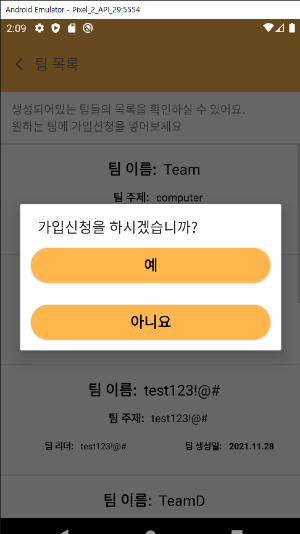 Android Emulator - Pixel_2_API_29:5554
2:09
팀 목록
생성되어있는 팀들의 목록을 확인하실 수 있어요.
원하는 팀에 가입신청을 넣어보세요
팀 이름: Team
팀 주제: computer
가입신청을 하시겠습니까?
예
아니요
팀 이름: test123!@#
팀 주제: test123!@#
팀 리더: test123!@# 팀 생성일: 2021.11.28
팀 이름: TeamD